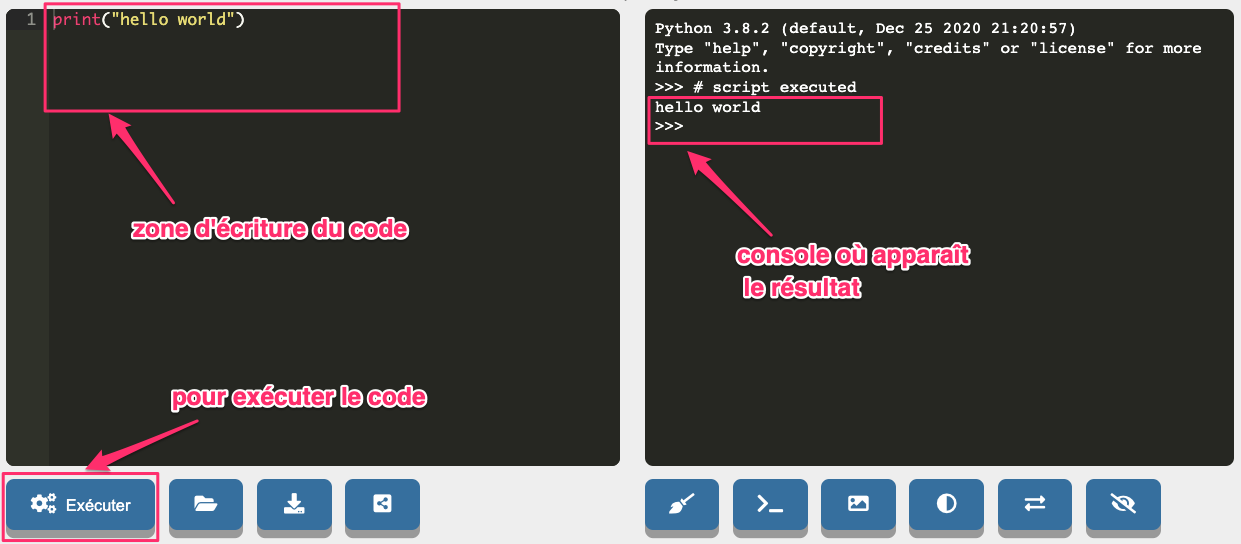 1 print("hello world")
zone d'écriture du code
pour exécuter le code
Exécuter
Python 3.8.2 (default, Dec 25 2020 21:20:57)
Type "help", "copyright", "credits" or "license" for more
information.
>>> # script executed
hello world
>>>
console où apparaît
le résultat